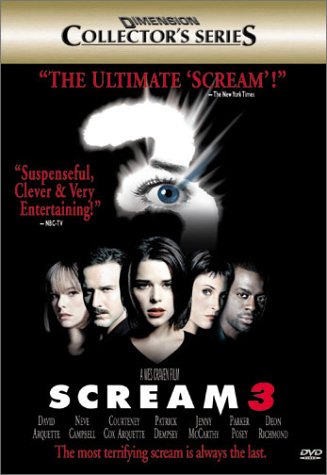 DIMENSION
COLLECTOR'S SERIES
"THE ULTIMATE 'SCREAM'!"
— The New York Times
3
"Suspenseful,
Clever & Very
Entertaining!"
— NBC-TV
A WES CRAVEN FILM
SCREAM 3
DAVID NEVE COURTENEY PATRICK JENNY PARKER DEON
ARQUETTE CAMPBELL COX ARQUETTE DEMPSEY McCARTHY POSEY RICHMOND
The most terrifying scream is always the last.
DVD